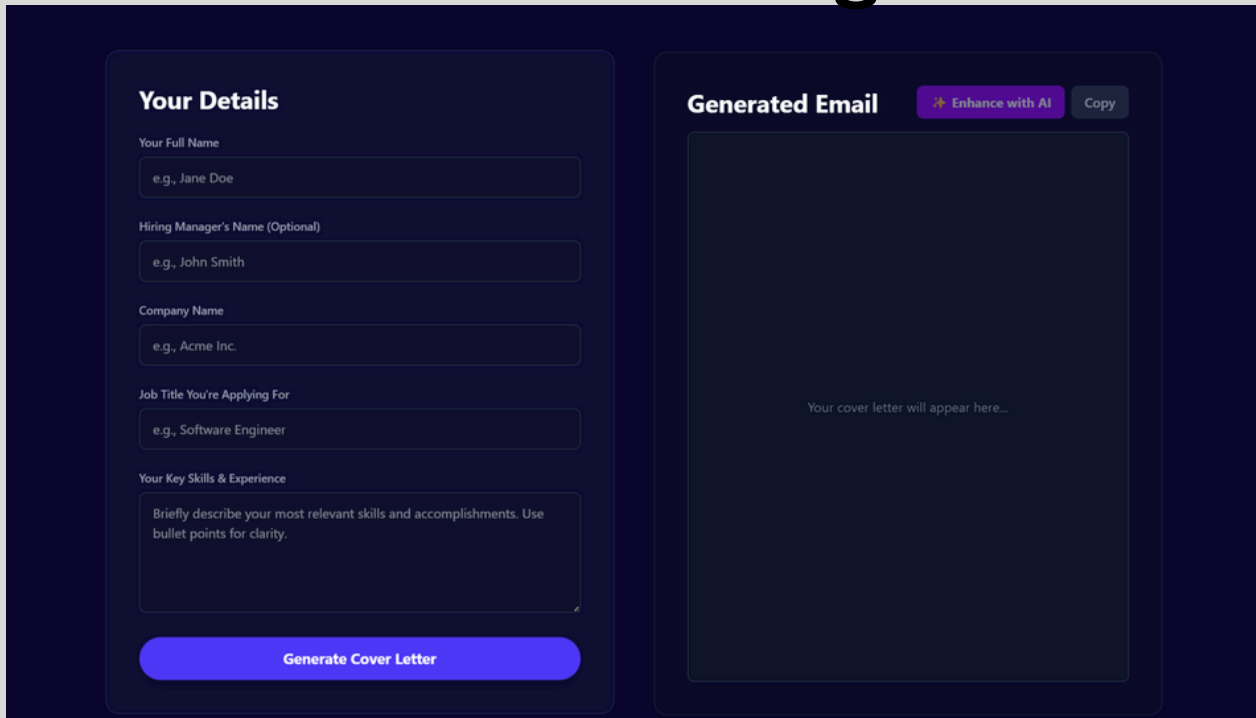 Your Details
Your Full Name
e.g., Jane Doe
Hiring Manager's Name (Optional)
e.g., John Smith
Company Name
e.g., Acme Inc.
Job Title You're Applying For
e.g., Software Engineer
Your Key Skills & Experience
Briefly describe your most relevant skills and accomplishments. Use
bullet points for clarity.
Generate Cover Letter
Generated Email
✨ Enhance with AI
Copy
Your cover letter will appear here...